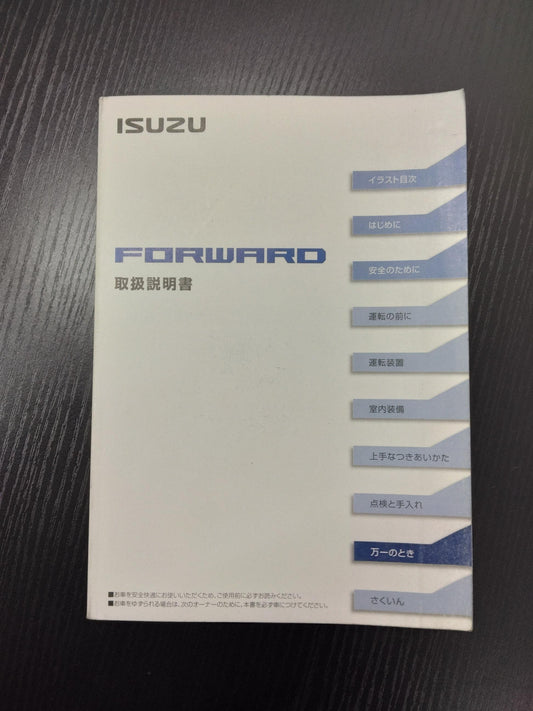 ISUZU
FORWARD
取扱説明書
イラスト目次
はじめに
安全のために
運転の前に
運転装置
室内装備
上手なつきあいかた
点検と手入れ
万一のとき
さくいん
■お車を安全快適にお使いいただくため、ご使用前に必ずお読みください。
■お車をゆずられる場合は、次のオーナーのために、本書を必ず車につけてください。